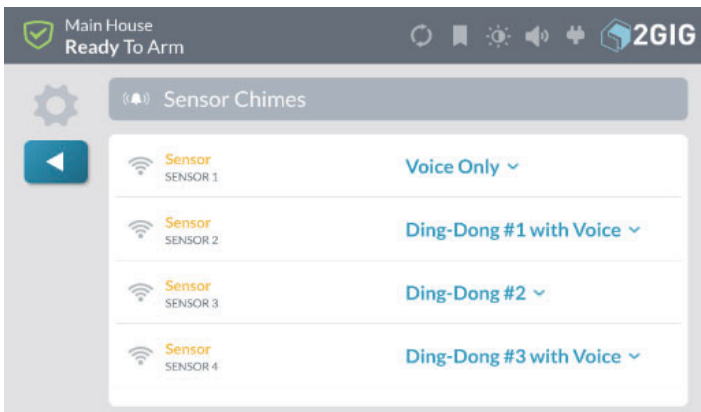 Main House
Ready To Arm
2GIG
Sensor Chimes
Sensor
SENSOR 1
Voice Only
Sensor
SENSOR 2
Ding-Dong #1 with Voice
Sensor
SENSOR 3
Ding-Dong #2
Sensor
SENSOR 4
Ding-Dong #3 with Voice